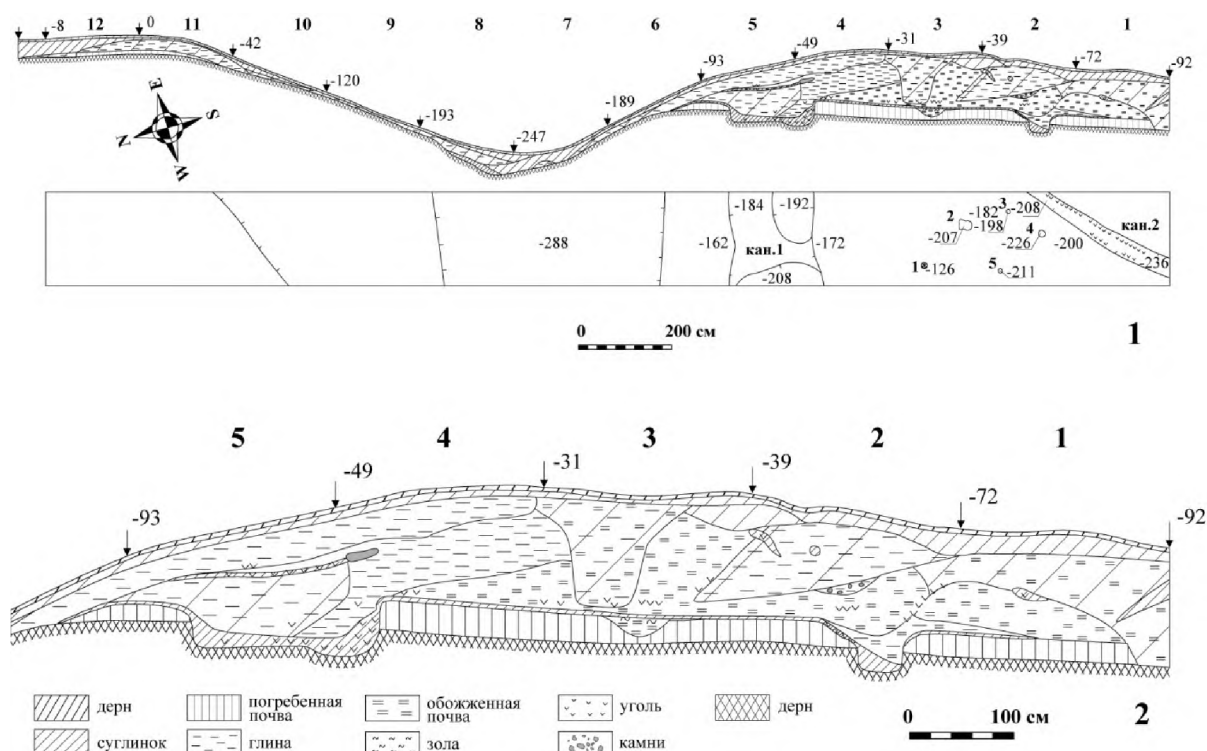 12 11 10 9 8 7 6 5 4 3 2 1
-8 0 -42 -120 -193 -247 -189 -93 -49 -31 -39 -72 -92
E
S
N
W
-288
-162
-184
-192
кан.1
-172
-208
2
-207
-182
3
-208
-198
4
-226
-200
кан.2
-236
1 -126
5
-211
0 200 см
1
5 4 3 2 1
-93 -49 -31 -39 -72 -92
дерн
погребенная
почва
обожженная
почва
уголь
дерн
суглинок
глина
зола
камни
0 100 см
2